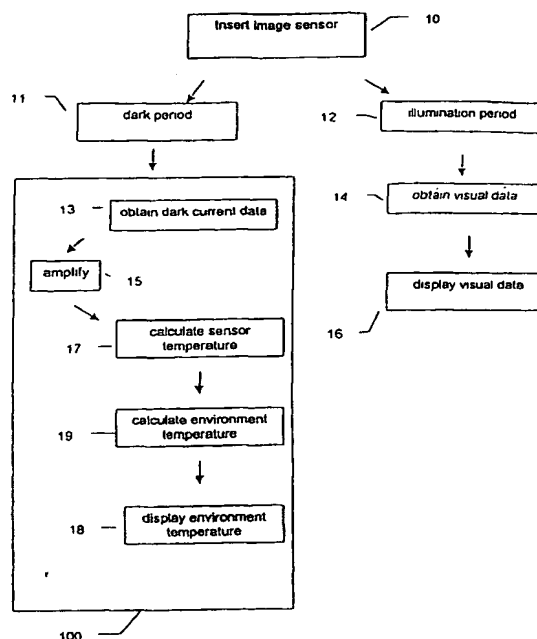 Insert image sensor
10
11
dark period
12
illumination period
13
obtain dark current data
14
obtain visual data
amplify
15
display visual data
16
17
calculate sensor
temperature
19
calculate environment
temperature
18
display environment
temperature
100